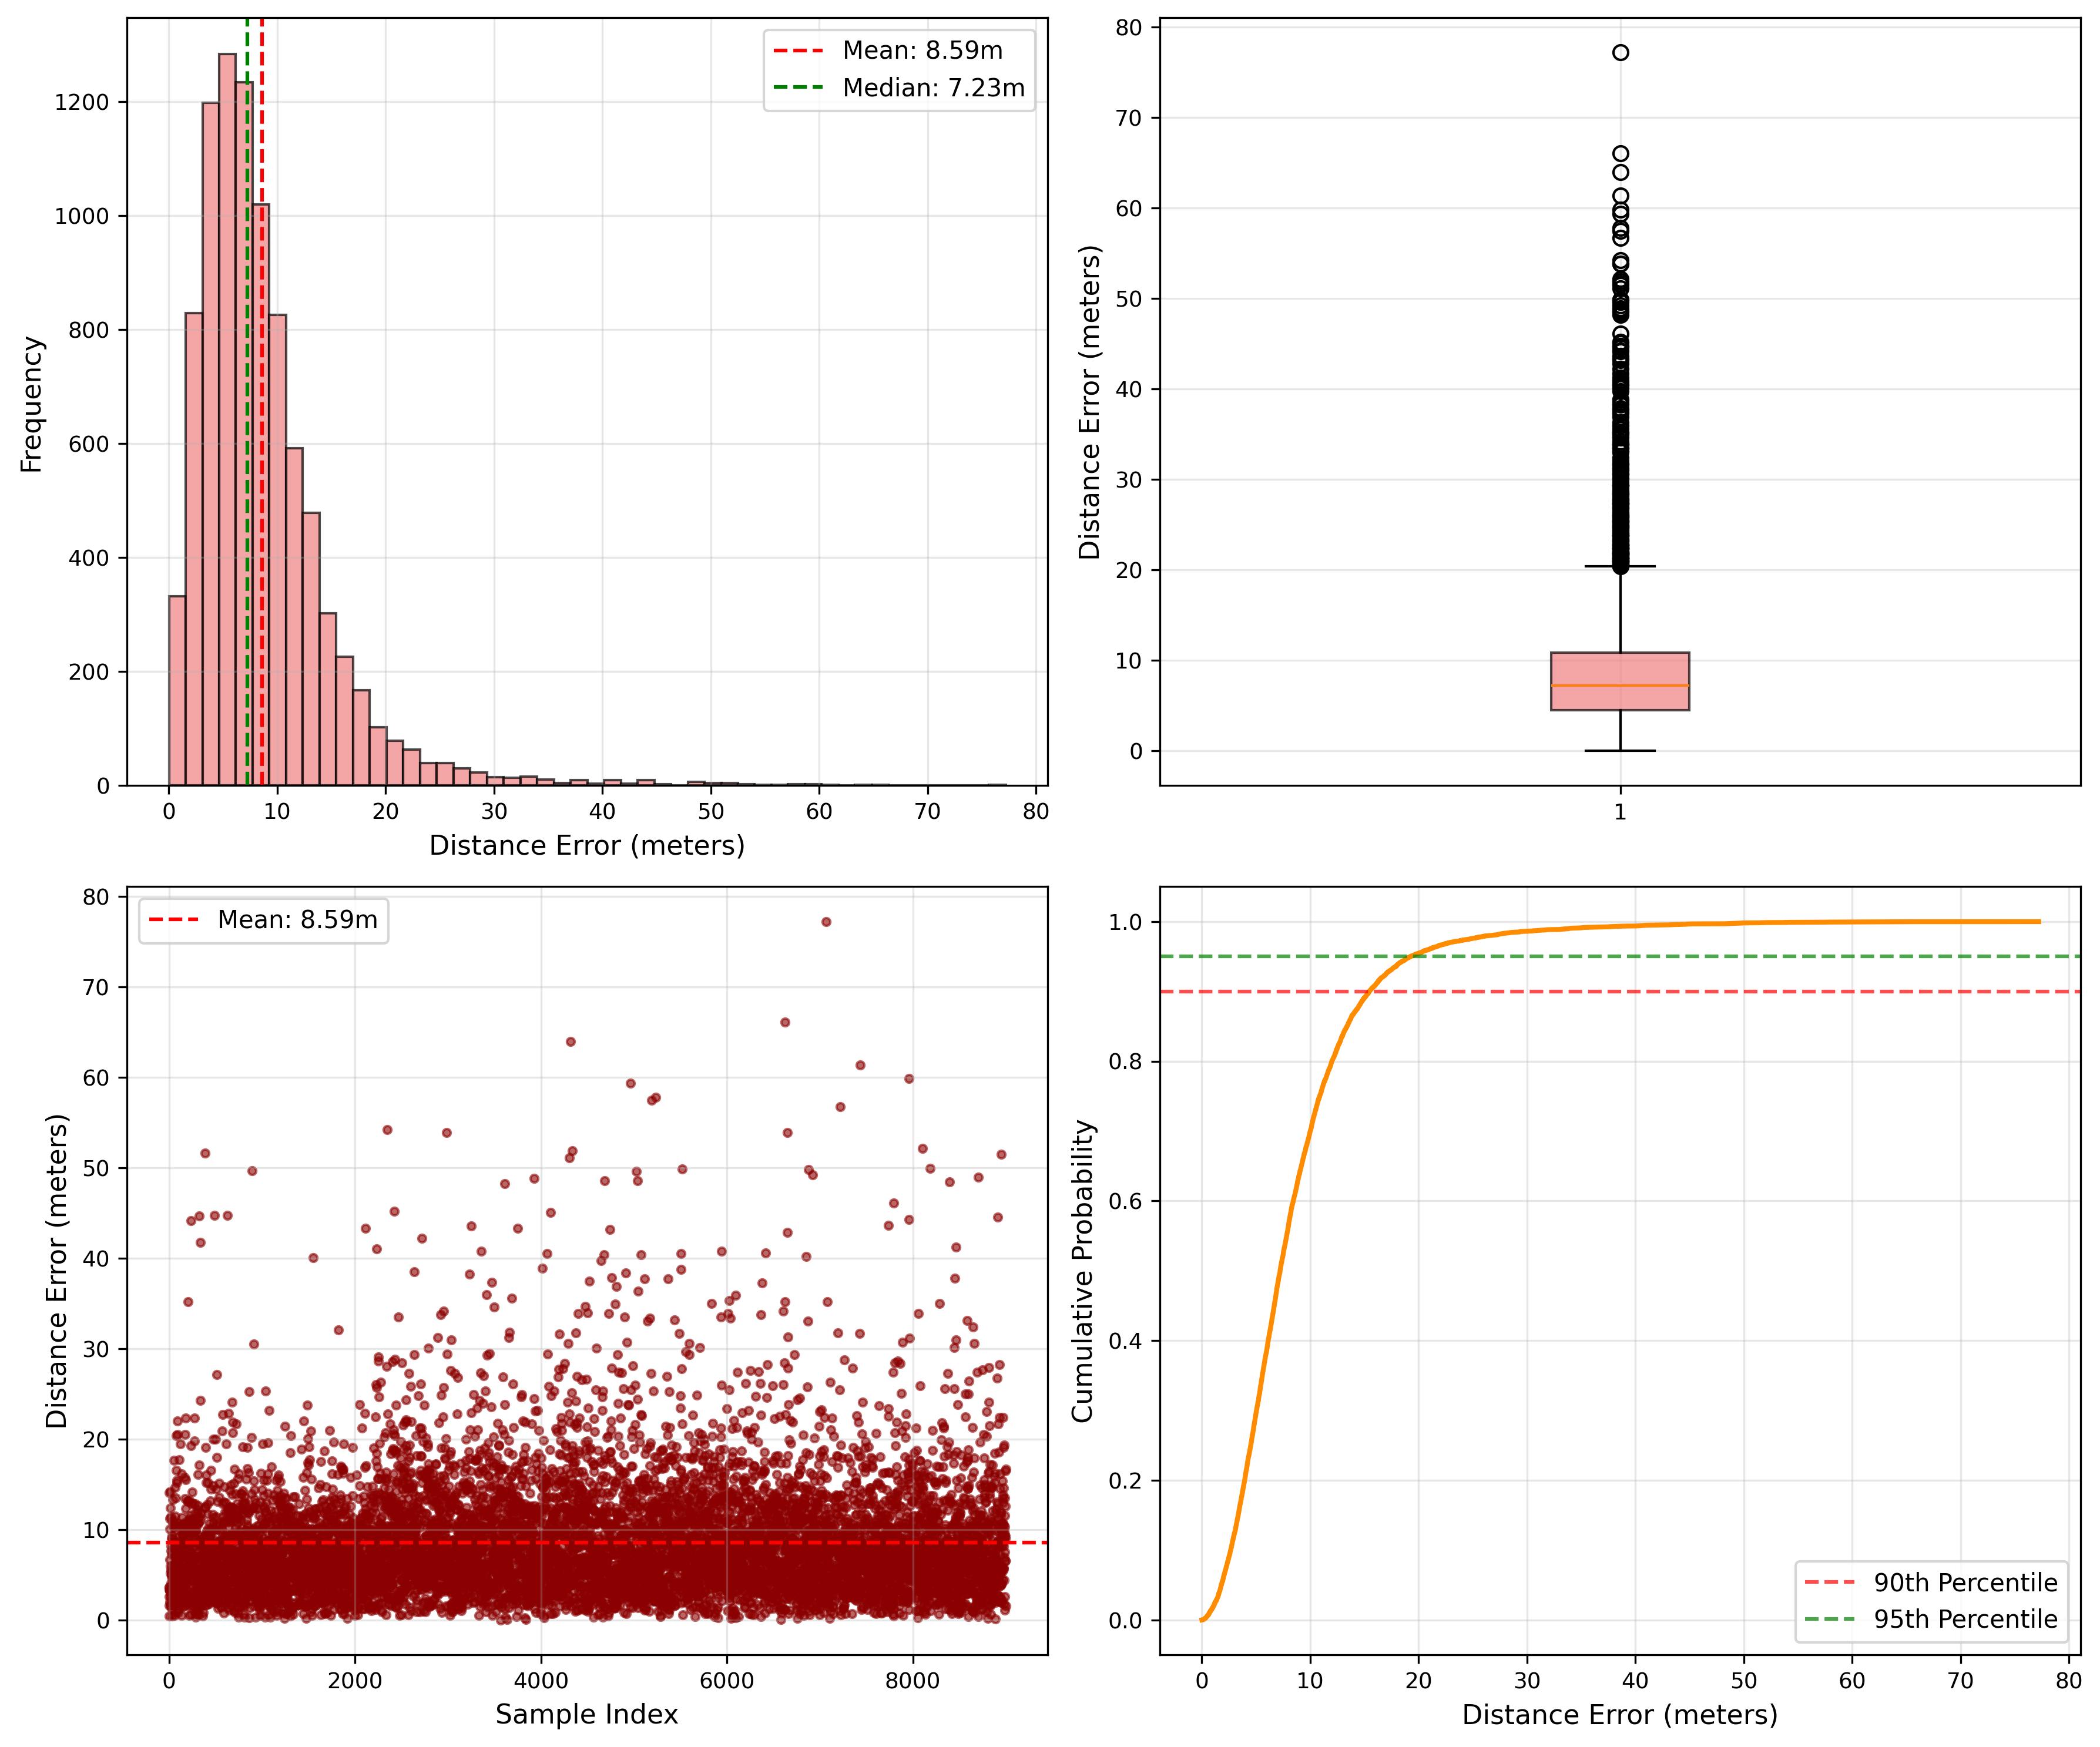 Mean: 8.59m
Median: 7.23m
Frequency
1200
1000
800
600
400
200
0
0 10 20 30 40 50 60 70 80
Distance Error (meters)
Distance Error (meters)
80
70
60
50
40
30
20
10
0
1
Mean: 8.59m
Distance Error (meters)
80
70
60
50
40
30
20
10
0
0 2000 4000 6000 8000
Sample Index
Cumulative Probability
1.0
0.8
0.6
0.4
0.2
0.0
90th Percentile
95th Percentile
0 10 20 30 40 50 60 70 80
Distance Error (meters)